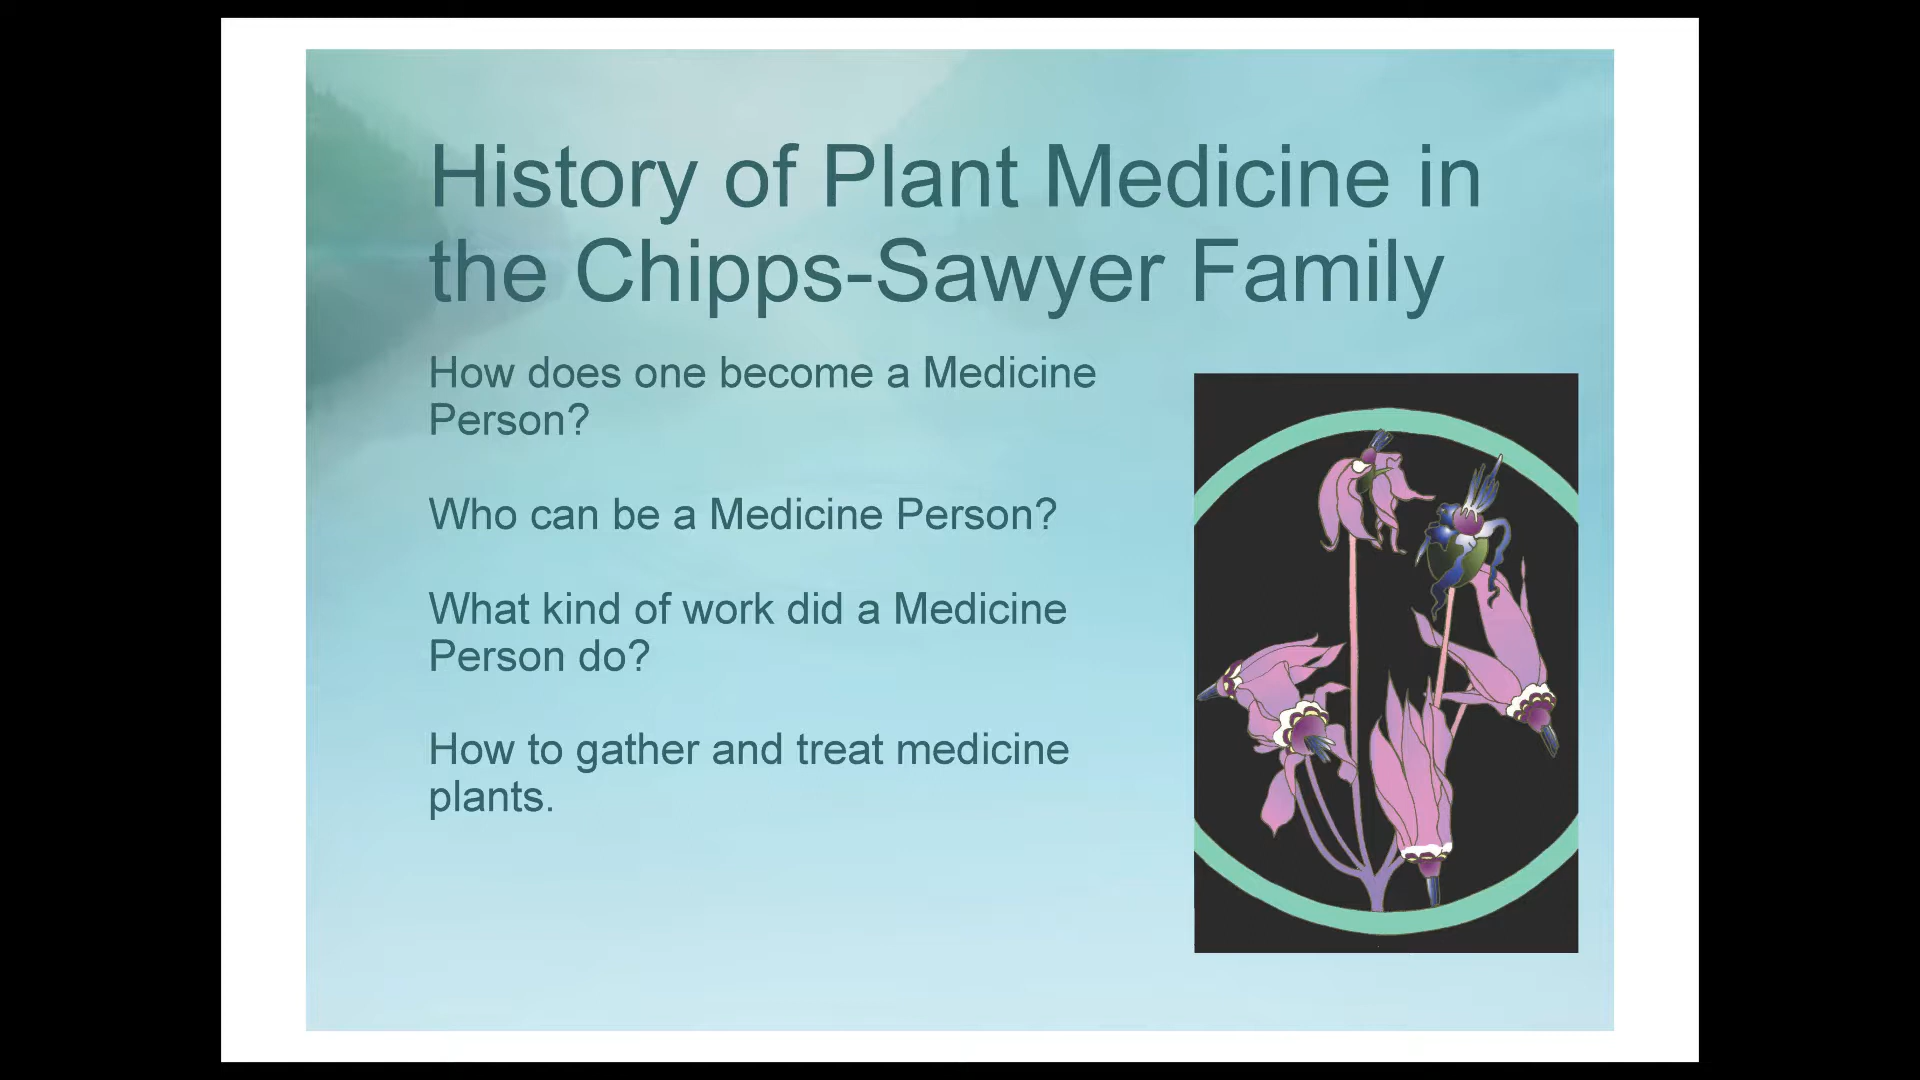 History of Plant Medicine in
the Chipps-Sawyer Family
How does one become a Medicine
Person?
Who can be a Medicine Person?
What kind of work did a Medicine
Person do?
How to gather and treat medicine
plants.